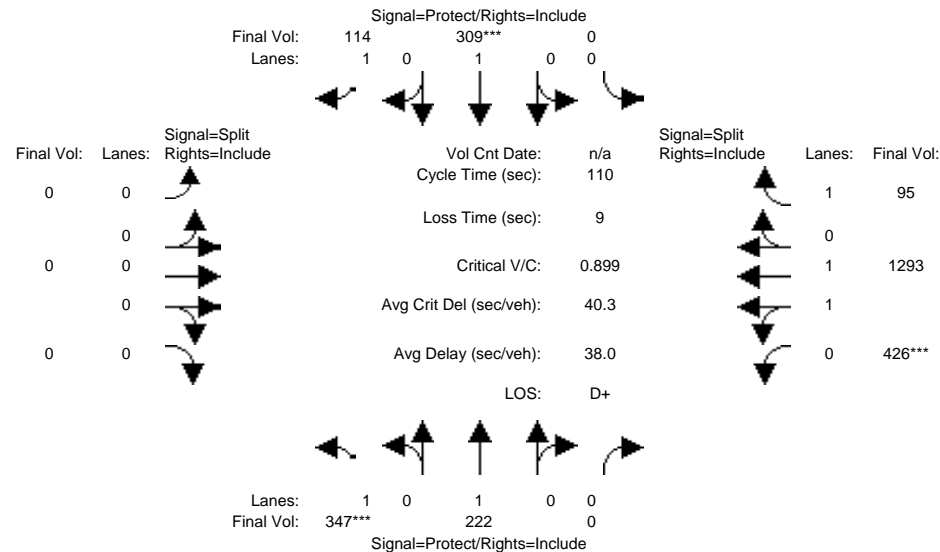 Signal=Protect/Rights=Include
Final Vol: 114 309*** 0
Lanes: 1 0 1 0 0
Signal=Split Signal=Split
Final Vol: Lanes: Rights=Include Vol Cnt Date: n/a Rights=Include Lanes: Final Vol:
Cycle Time (sec): 110
0 0 1 95
Loss Time (sec): 9
0 0
0 0 Critical V/C: 0.899 1 1293
0 Avg Crit Del (sec/veh): 40.3 1
0 0 Avg Delay (sec/veh): 38.0 0 426***
LOS: D+
Lanes: 1 0 1 0 0
Final Vol: 347*** 222 0
Signal=Protect/Rights=Include